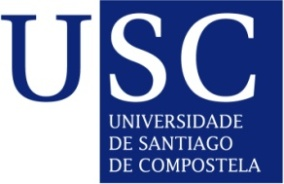 USC
UNIVERSIDADE
DE SANTIAGO
DE COMPOSTELA